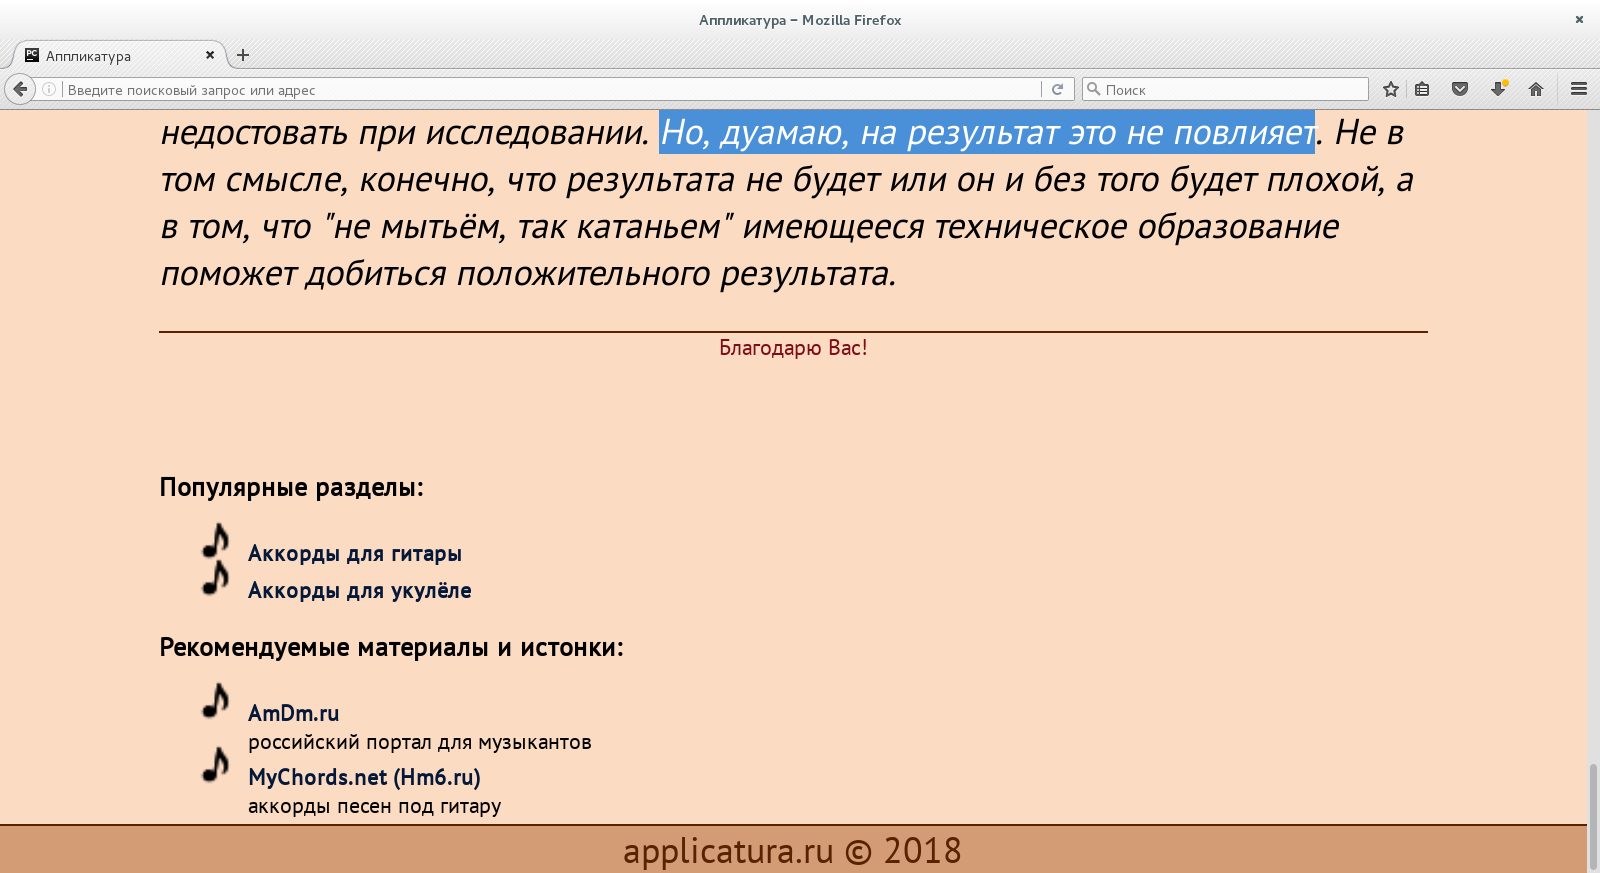 Аппликатура – Mozilla Firefox
PC Аппликатура
Введите поисковый запрос или адрес
Поиск
недостовать при исследовании. Но, дуамаю, на результат это не повлияет. Не в
том смысле, конечно, что результата не будет или он и без того будет плохой, а
в том, что "не мытьём, так катаньем" имеющееся техническое образование
поможет добиться положительного результата.
Благодарю Вас!
Популярные разделы:
Аккорды для гитары
Аккорды для укулёле
Рекомендуемые материалы и истонки:
AmDm.ru
российский портал для музыкантов
MyChords.net (Hm6.ru)
аккорды песен под гитару
applicatura.ru © 2018